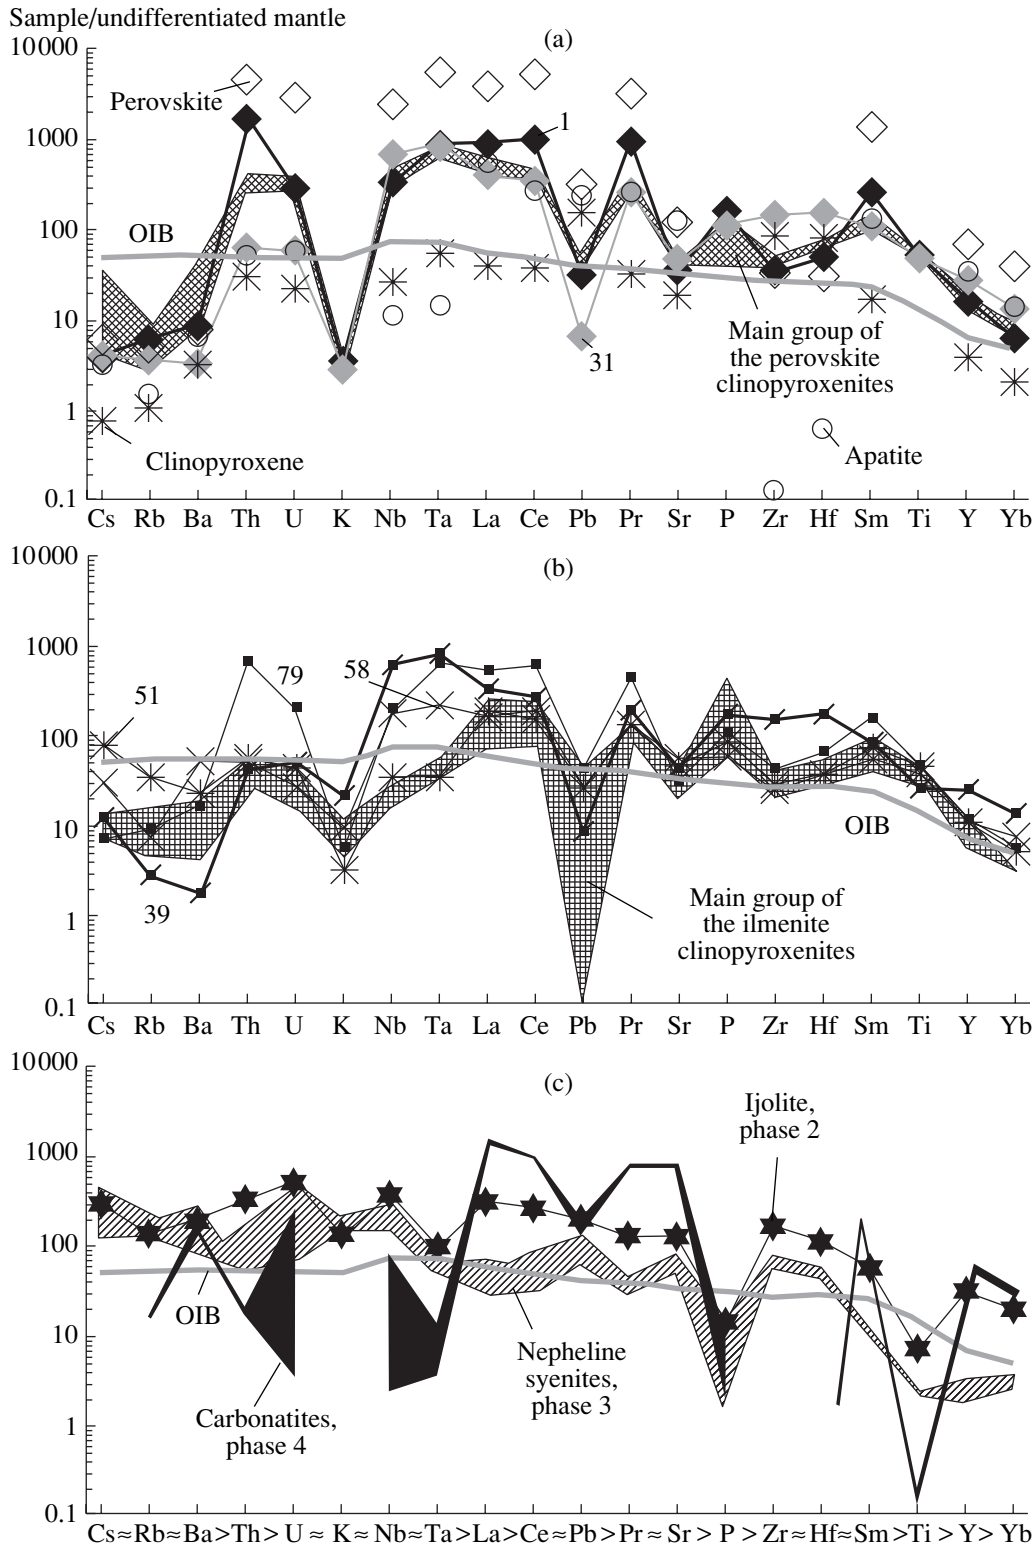 Sample/undifferentiated mantle
(a)
10000
Perovskite
1000
1
OIB
100
Main group of
the perovskite
clinopyroxenites
10
31
1
Clinopyroxene
Apatite
0.1
Cs Rb Ba Th U K Nb Ta La Ce Pb Pr Sr P Zr Hf Sm Ti Y Yb
10000
(b)
1000
51
79
58
100
OIB
10
39
Main group of
the ilmenite
clinopyroxenites
1
0.1
Cs Rb Ba Th U K Nb Ta La Ce Pb Pr Sr P Zr Hf Sm Ti Y Yb
10000
(c)
Ijolite,
phase 2
1000
100
OIB
10
Nepheline
syenites,
phase 3
Carbonatites,
phase 4
1
0.1
Cs≈Rb≈Ba>Th> U ≈ K ≈ Nb≈Ta >La>Ce≈Pb>Pr≈ Sr > P > Zr≈Hf≈Sm >Ti> Y > Yb